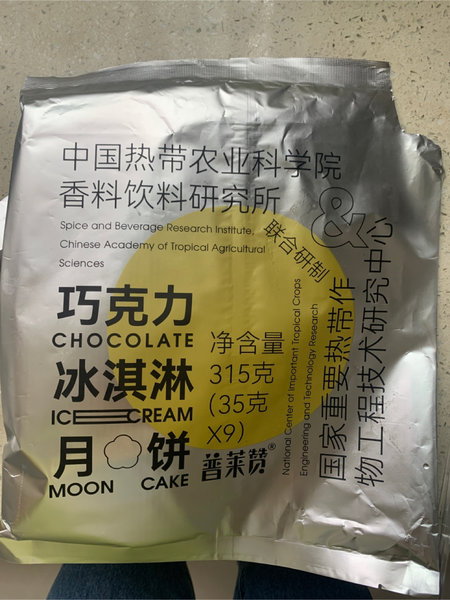 中国热带农业科学院
香料饮料研究所
&
Spice and Beverage Research Institute,
Chinese Academy of Tropical Agricultural
Sciences
联合研制
国家重要热带作
物工程技术研究中心
National Center of Important Tropical Crops
Engineering and Technology Research
巧克力
CHOCOLATE
冰淇淋
ICE CREAM
月饼
MOON CAKE
净含量
315克
(35克
X9)
普莱赞®